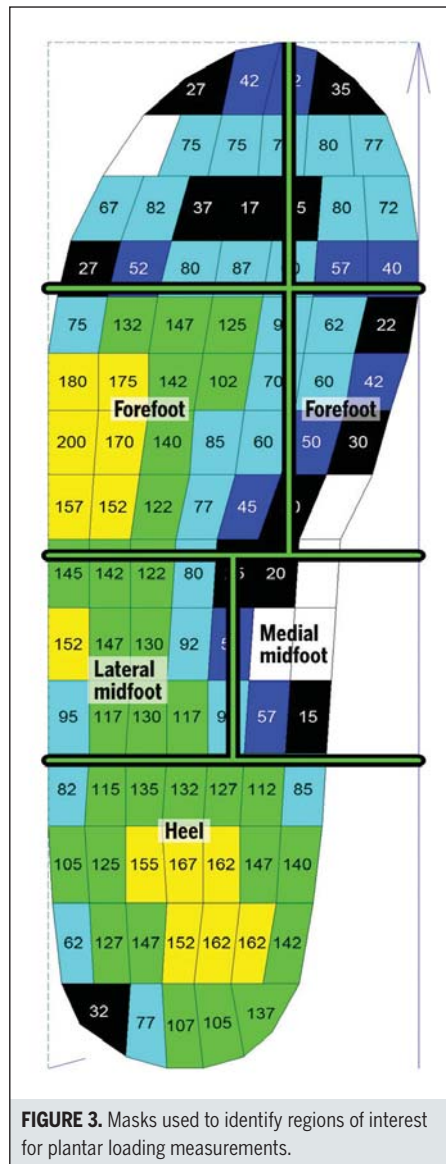 27 42 35
75 75 80 77
67 82 37 17 80 72
27 52 80 87 57 40
75 132 147 125 62 22
180 175 142 102 70 60 42
Forefoot Forefoot
200 170 140 85 60 50 30
157 152 122 77 45
145 142 122 80 20
152 147 130 92
Medial
midfoot
Lateral
midfoot
95 117 130 117 57 15
82 115 135 132 127 112 85
Heel
105 125 155 167 162 147 140
62 127 147 152 162 162 142
32 77 107 105 137
FIGURE 3. Masks used to identify regions of interest
for plantar loading measurements.